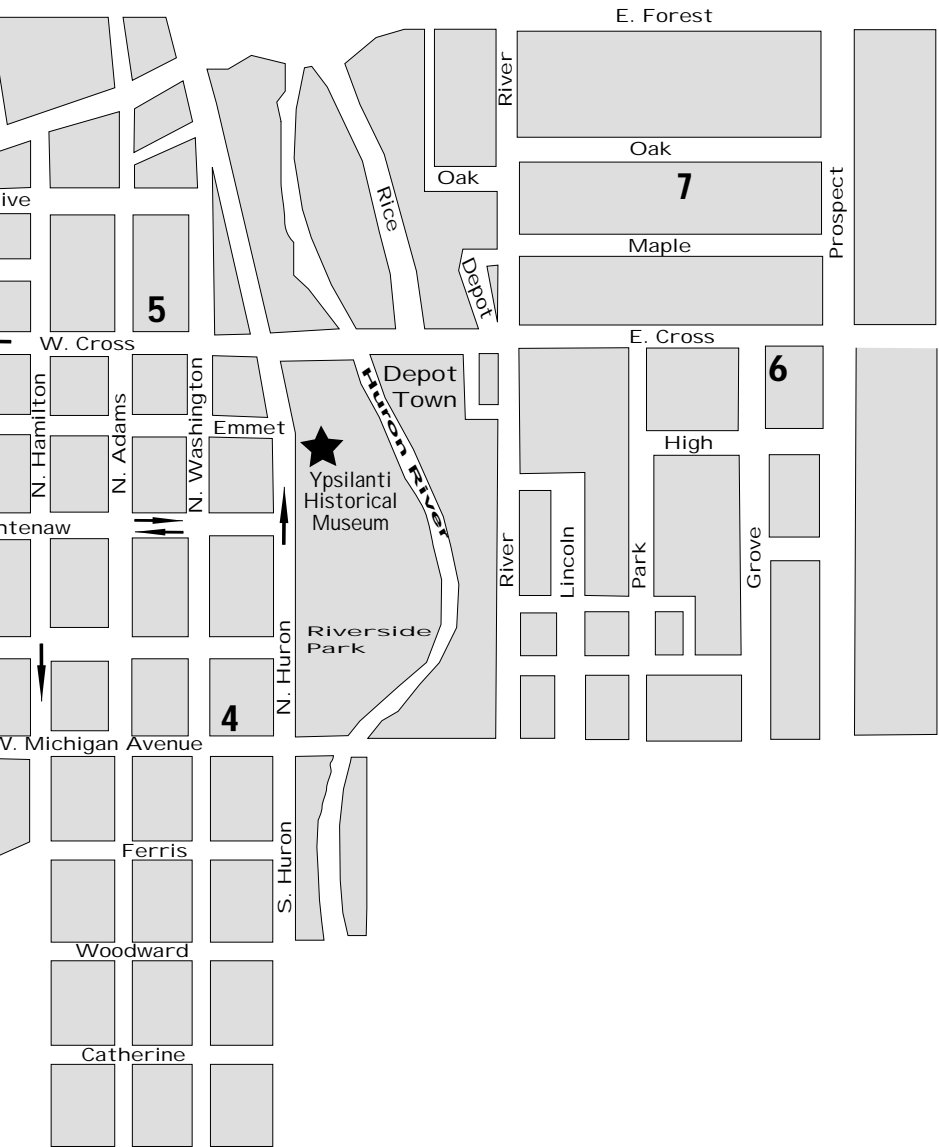 E. Forest
River
Oak
Oak
7
Rice
Prospect
ive
Maple
Depot
5
W. Cross
E. Cross
6
Depot
Town
Huron River
N. Hamilton
N. Adams
N. Washington
Emmet
High
Ypsilanti
Historical
Museum
ntenaw
River
Lincoln
Park
Grove
Riverside
Park
N. Huron
4
W. Michigan Avenue
Ferris
S. Huron
Woodward
Catherine